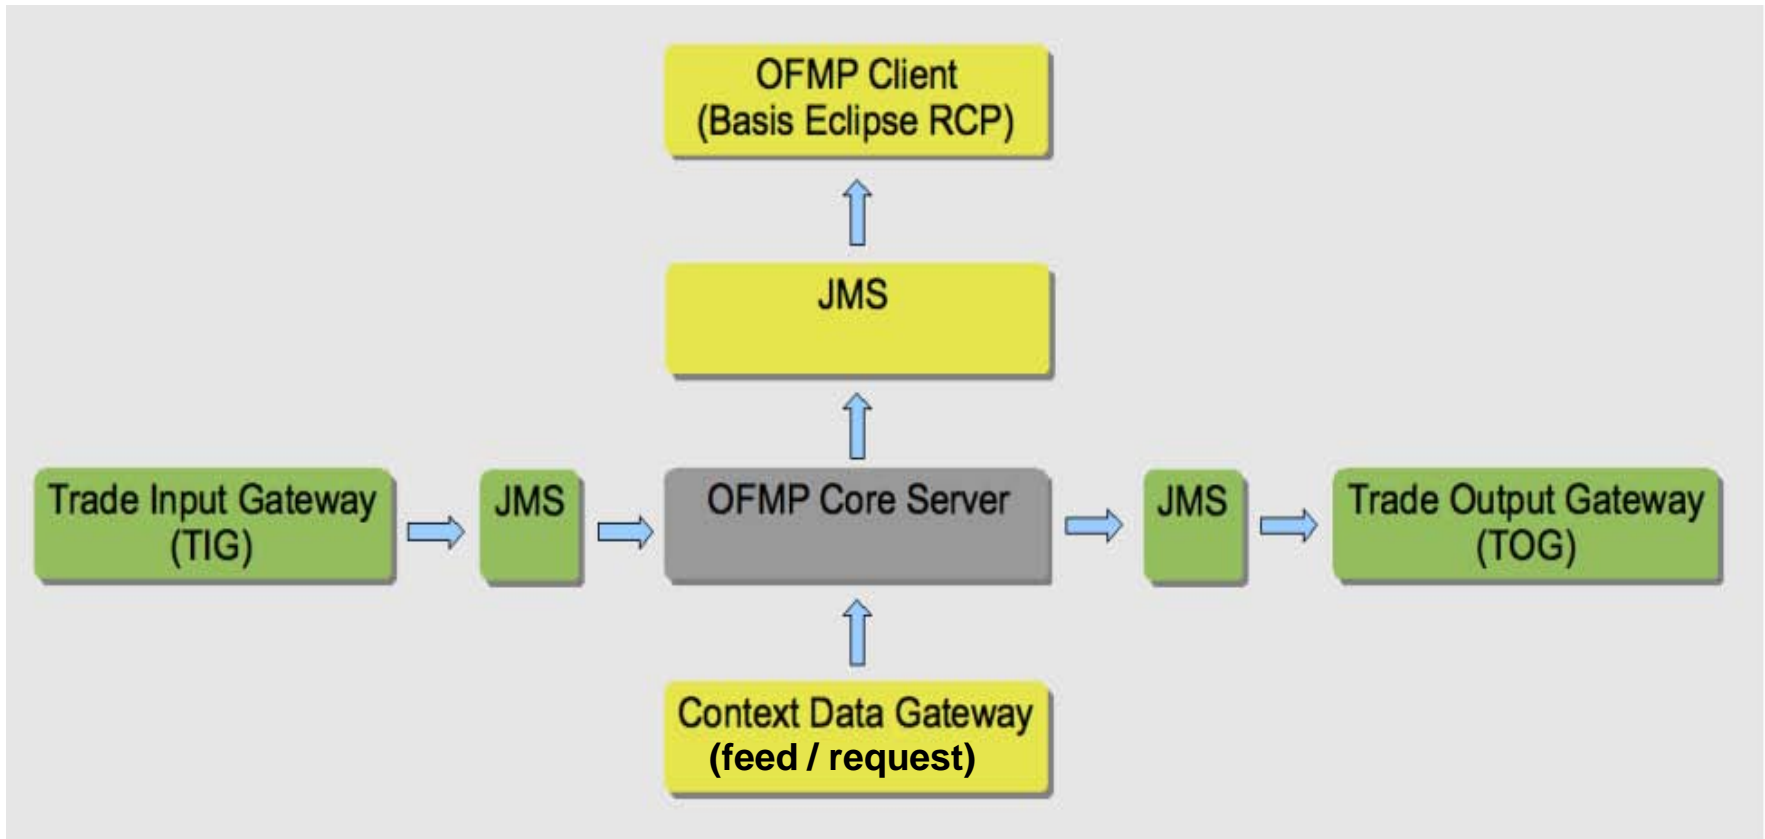 OFMP Client
(Basis Eclipse RCP)
JMS
Trade Input Gateway
(TIG)
JMS
OFMP Core Server
JMS
Trade Output Gateway
(TOG)
Context Data Gateway
(feed / request)